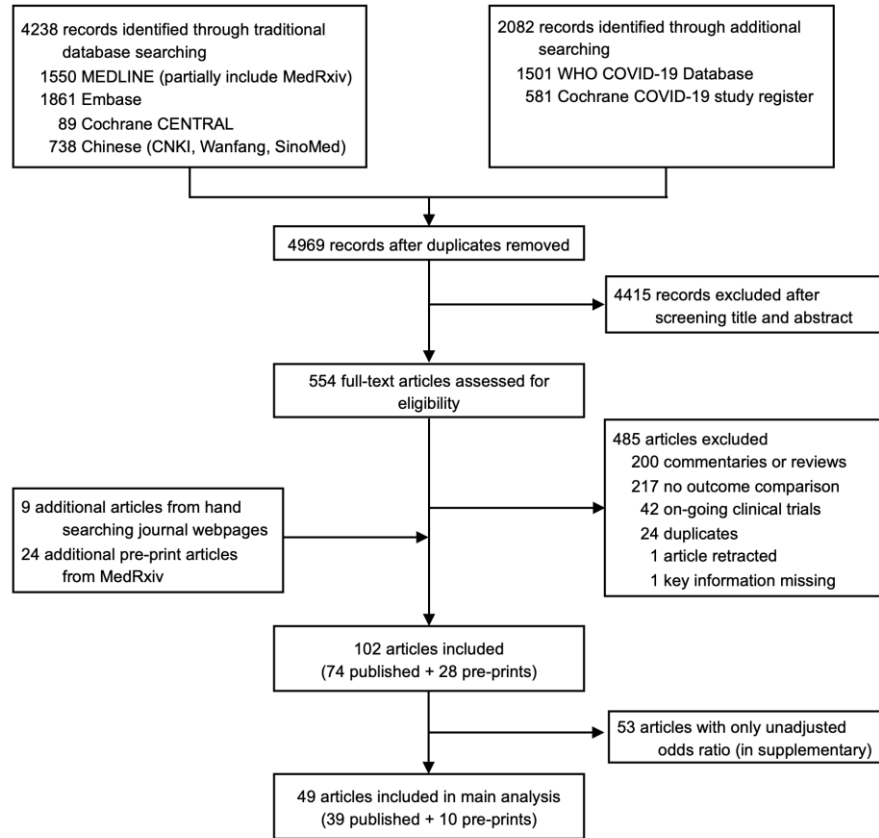 4238 records identified through traditional
database searching
1550 MEDLINE (partially include MedRxiv)
1861 Embase
89 Cochrane CENTRAL
738 Chinese (CNKI, Wanfang, SinoMed)
2082 records identified through additional
searching
1501 WHO COVID-19 Database
581 Cochrane COVID-19 study register
4969 records after duplicates removed
4415 records excluded after
screening title and abstract
554 full-text articles assessed for
eligibility
485 articles excluded
200 commentaries or reviews
217 no outcome comparison
42 on-going clinical trials
24 duplicates
1 article retracted
1 key information missing
9 additional articles from hand
searching journal webpages
24 additional pre-print articles
from MedRxiv
102 articles included
(74 published + 28 pre-prints)
53 articles with only unadjusted
odds ratio (in supplementary)
49 articles included in main analysis
(39 published + 10 pre-prints)